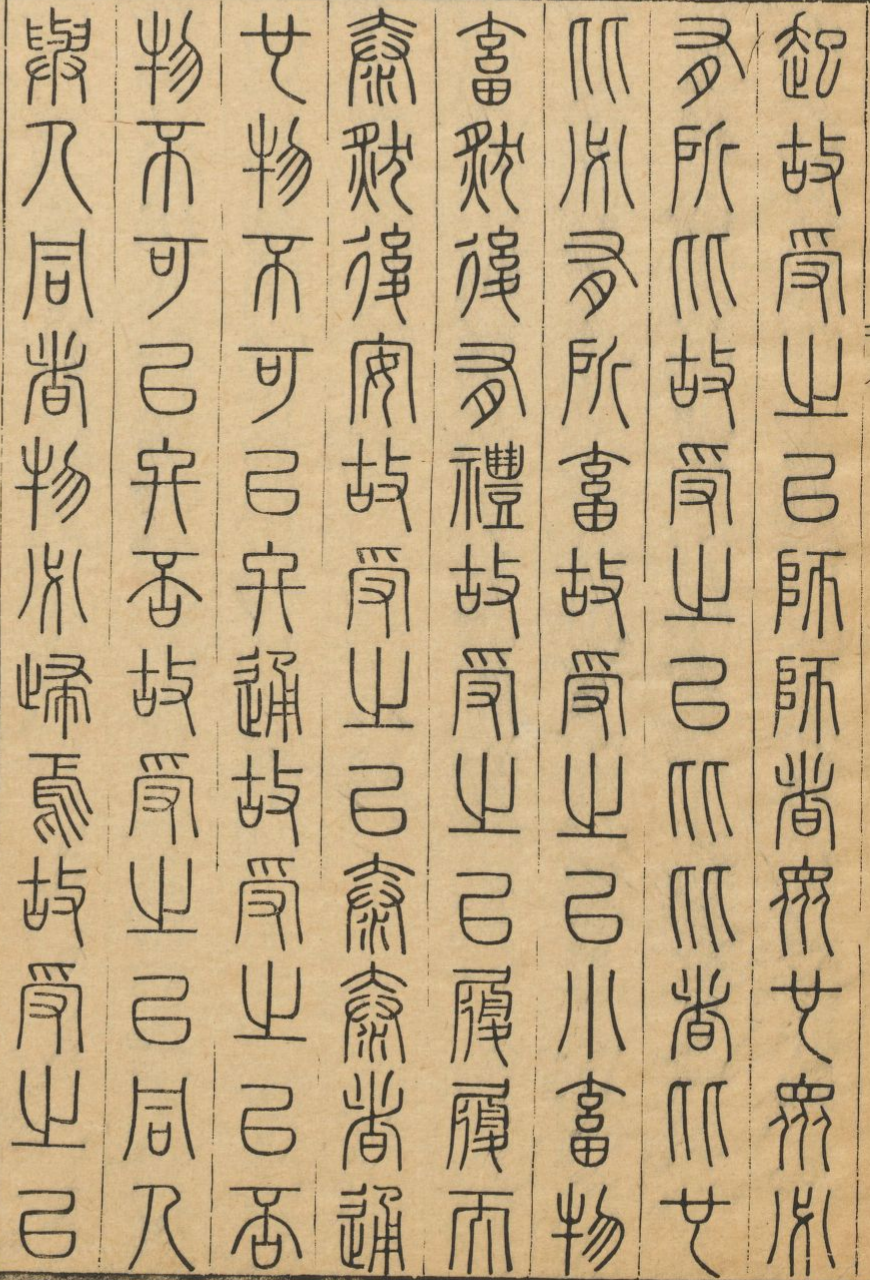 起故受之以師師者眾也眾必
有所比故受之以比比者比也
比必有所畜故受之以小畜物
畜然後有禮故受之以履履而
泰然後安故受之以泰泰者通
也物不可以終通故受之以否
物不可以終否故受之以同人
與人同者物必歸焉故受之以